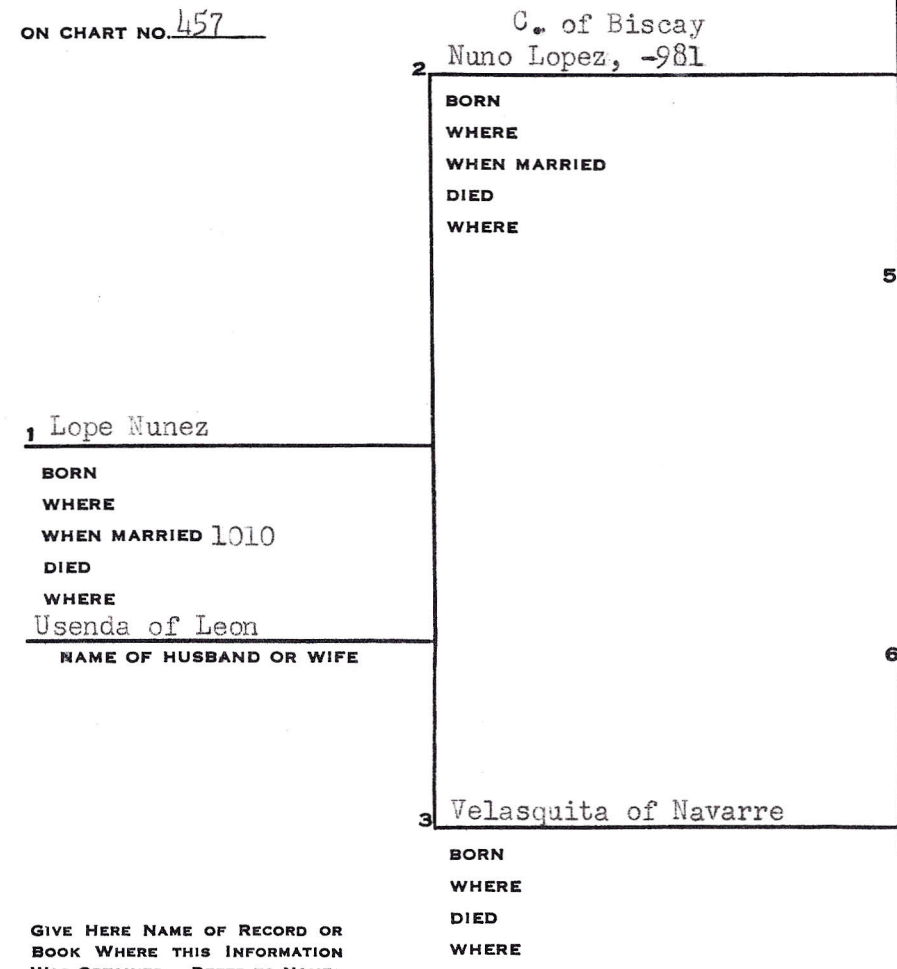 ON CHART NO. 457
C. of Biscay
2 Nuno Lopez, -981
BORN
WHERE
WHEN MARRIED
DIED
WHERE
5
1 Lope Nunez
BORN
WHERE
WHEN MARRIED 1010
DIED
WHERE
Usenda of Leon
NAME OF HUSBAND OR WIFE
6
3 Velasquita of Navarre
BORN
WHERE
DIED
WHERE
GIVE HERE NAME OF RECORD OR
BOOK WHERE THIS INFORMATION